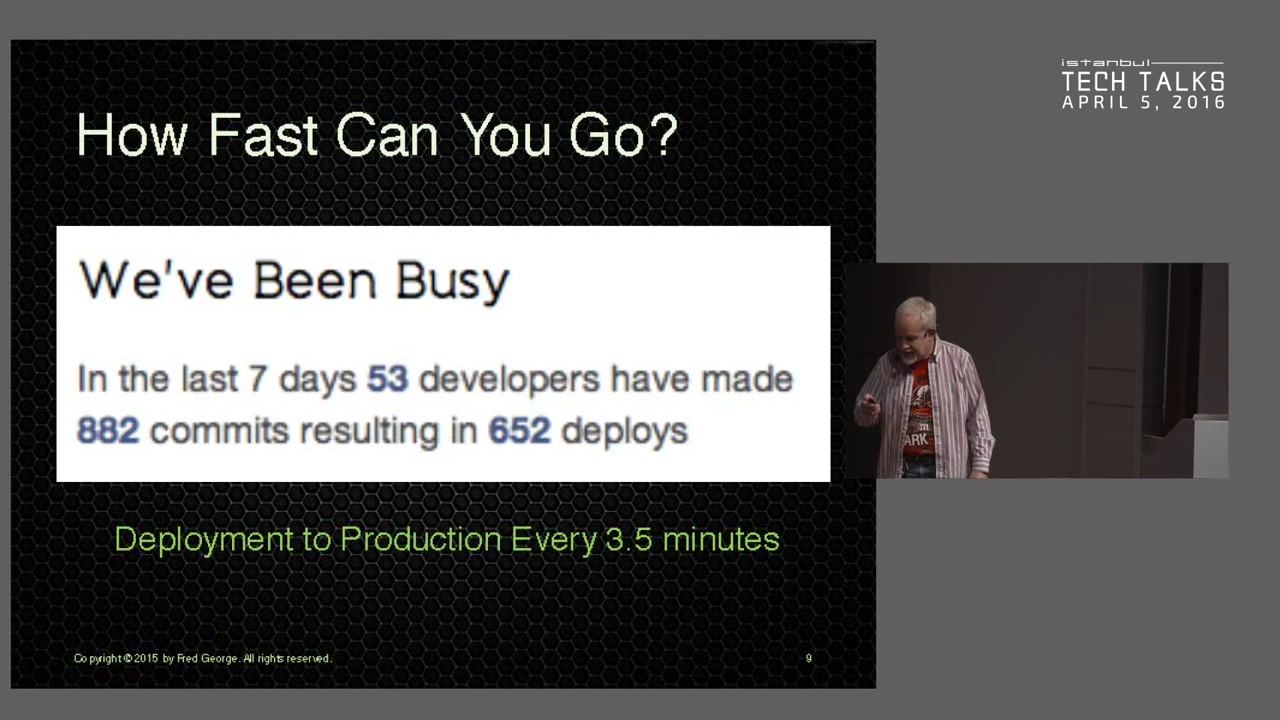 How Fast Can You Go?
We've Been Busy
In the last 7 days 53 developers have made
882 commits resulting in 652 deploys
Deployment to Production Every 3.5 minutes
Copyright © 2015 by Fred George. All rights reserved.
9
istanbul
TECH TALKS
APRIL 5, 2016
ARK